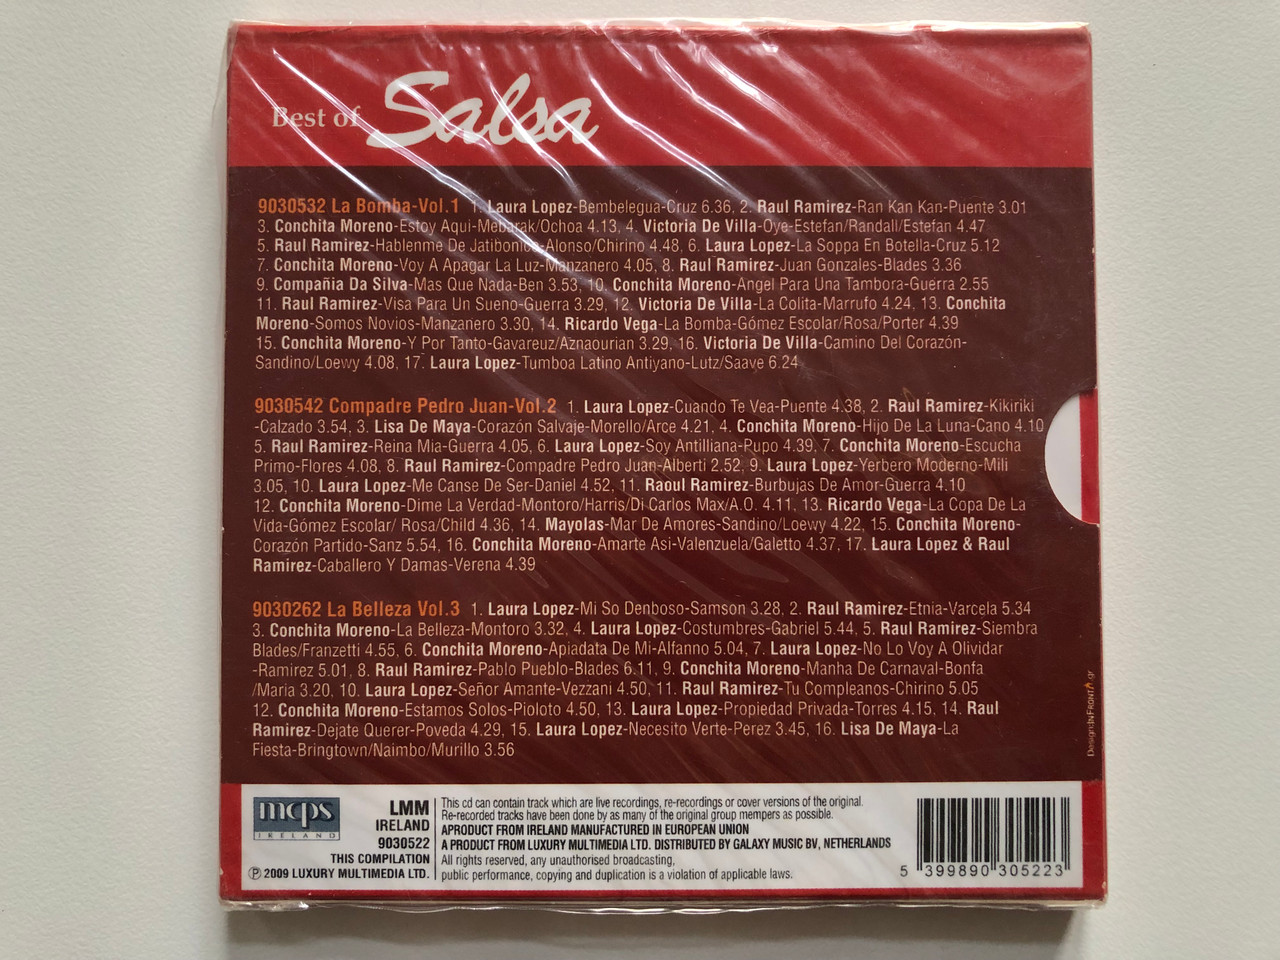 Best of Salsa
9030532 La Bomba-Vol.1 1. Laura Lopez-Bembelegua-Cruz 6.36, 2. Raul Ramirez-Ran Kan Kan-Puente 3.01
3. Conchita Moreno-Estoy Aqui-Mebarak/Ochoa 4.13, 4. Victoria De Villa-Oye-Estefan/Randall/Estefan 4.47
5. Raul Ramirez-Hablenme De Jatibonico-Alonso/Chirino 4.48, 6. Laura Lopez-La Soppa En Botella-Cruz 5.12
7. Conchita Moreno-Voy A Apagar La Luz-Manzanero 4.05, 8. Raul Ramirez-Juan Gonzales-Blades 3.36
9. Compañia Da Silva-Mas Que Nada-Ben 3.53, 10. Conchita Moreno-Angel Para Una Tambora-Guerra 2.55
11. Raul Ramirez-Visa Para Un Sueno-Guerra 3.29, 12. Victoria De Villa-La Colita-Marrufo 4.24, 13. Conchita
Moreno-Somos Novios-Manzanero 3.30, 14. Ricardo Vega-La Bomba-Gómez Escolar/Rosa/Porter 4.39
15. Conchita Moreno-Y Por Tanto-Gavareuz/Aznaourian 3.29, 16. Victoria De Villa-Camino Del Corazón-
Sandino/Loewy 4.08, 17. Laura Lopez-Tumboa Latino Antiyano-Lutz/Saave 6.24
9030542 Compadre Pedro Juan-Vol.2 1. Laura Lopez-Cuando Te Vea-Puente 4.38, 2. Raul Ramirez-Kikiriki
-Calzado 3.54, 3. Lisa De Maya-Corazón Salvaje-Morello/Arce 4.21, 4. Conchita Moreno-Hijo De La Luna-Cano 4.10
5. Raul Ramirez-Reina Mia-Guerra 4.05, 6. Laura Lopez-Soy Antilliana-Pupo 4.39, 7. Conchita Moreno-Escucha
Primo-Flores 4.08, 8. Raul Ramirez-Compadre Pedro Juan-Alberti 2.52, 9. Laura Lopez-Yerbero Moderno-Mili
3.05, 10. Laura Lopez-Me Canse De Ser-Daniel 4.52, 11. Raoul Ramirez-Burbujas De Amor-Guerra 4.10
12. Conchita Moreno-Dime La Verdad-Montoro/Harris/Di Carlos Max/A.O. 4.11, 13. Ricardo Vega-La Copa De La
Vida-Gómez Escolar/ Rosa/Child 4.36, 14. Mayolas-Mar De Amores-Sandino/Loewy 4.22, 15. Conchita Moreno-
Corazón Partido-Sanz 5.54, 16. Conchita Moreno-Amarte Asi-Valenzuela/Galetto 4.37, 17. Laura Lopez & Raul
Ramirez-Caballero Y Damas-Verena 4.39
9030262 La Belleza Vol.3 1. Laura Lopez-Mi So Denboso-Samson 3.28, 2. Raul Ramirez-Etnia-Varcela 5.34
3. Conchita Moreno-La Belleza-Montoro 3.32, 4. Laura Lopez-Costumbres-Gabriel 5.44, 5. Raul Ramirez-Siembra
Blades/Franzetti 4.55, 6. Conchita Moreno-Apiadata De Mi-Alfanno 5.04, 7. Laura Lopez-No Lo Voy A Olividar
-Ramirez 5.01, 8. Raul Ramirez-Pablo Pueblo-Blades 6.11, 9. Conchita Moreno-Manha De Carnaval-Bonfa
/Maria 3.20, 10. Laura Lopez-Señor Amante-Vezzani 4.50, 11. Raul Ramirez-Tu Compleanos-Chirino 5.05
12. Conchita Moreno-Estamos Solos-Pioloto 4.50, 13. Laura Lopez-Propiedad Privada-Torres 4.15, 14. Raul
Ramirez-Dejate Querer-Poveda 4.29, 15. Laura Lopez-Necesito Verte-Perez 3.45, 16. Lisa De Maya-La
Fiesta-Bringtown/Naimbo/Murillo 3.56
Design:INFRONTA.gr
mcps
IRELAND
LMM
IRELAND
9030522
THIS COMPILATION
℗ 2009 LUXURY MULTIMEDIA LTD.
This cd can contain track which are live recordings, re-recordings or cover versions of the original.
Re-recorded tracks have been done by as many of the original group mempers as possible.
APRODUCT FROM IRELAND MANUFACTURED IN EUROPEAN UNION
A PRODUCT FROM LUXURY MULTIMEDIA LTD. DISTRIBUTED BY GALAXY MUSIC BV, NETHERLANDS
All rights reserved, any unauthorised broadcasting,
public performance, copying and duplication is a violation of applicable laws.
5 399890 305223